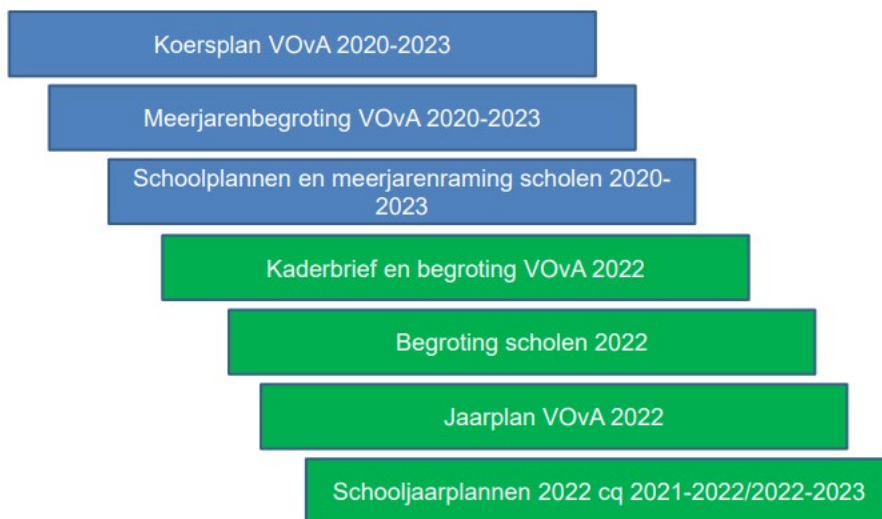 Koersplan VOvA 2020-2023
Meerjarenbegroting VOvA 2020-2023
Schoolplannen en meerjarenraming scholen 2020-
2023
Kaderbrief en begroting VOvA 2022
Begroting scholen 2022
Jaarplan VOvA 2022
Schooljaarplannen 2022 cq 2021-2022/2022-2023